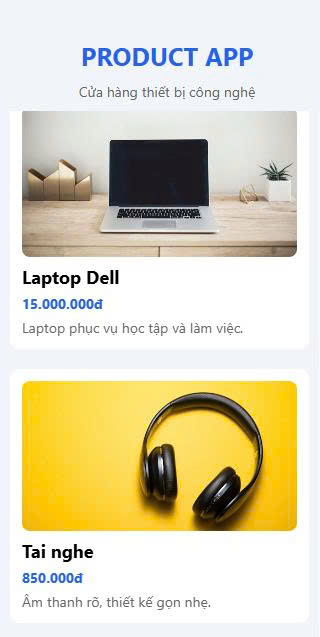 PRODUCT APP
Cửa hàng thiết bị công nghệ
Laptop Dell
15.000.000đ
Laptop phục vụ học tập và làm việc.
Tai nghe
850.000đ
Âm thanh rõ, thiết kế gọn nhẹ.